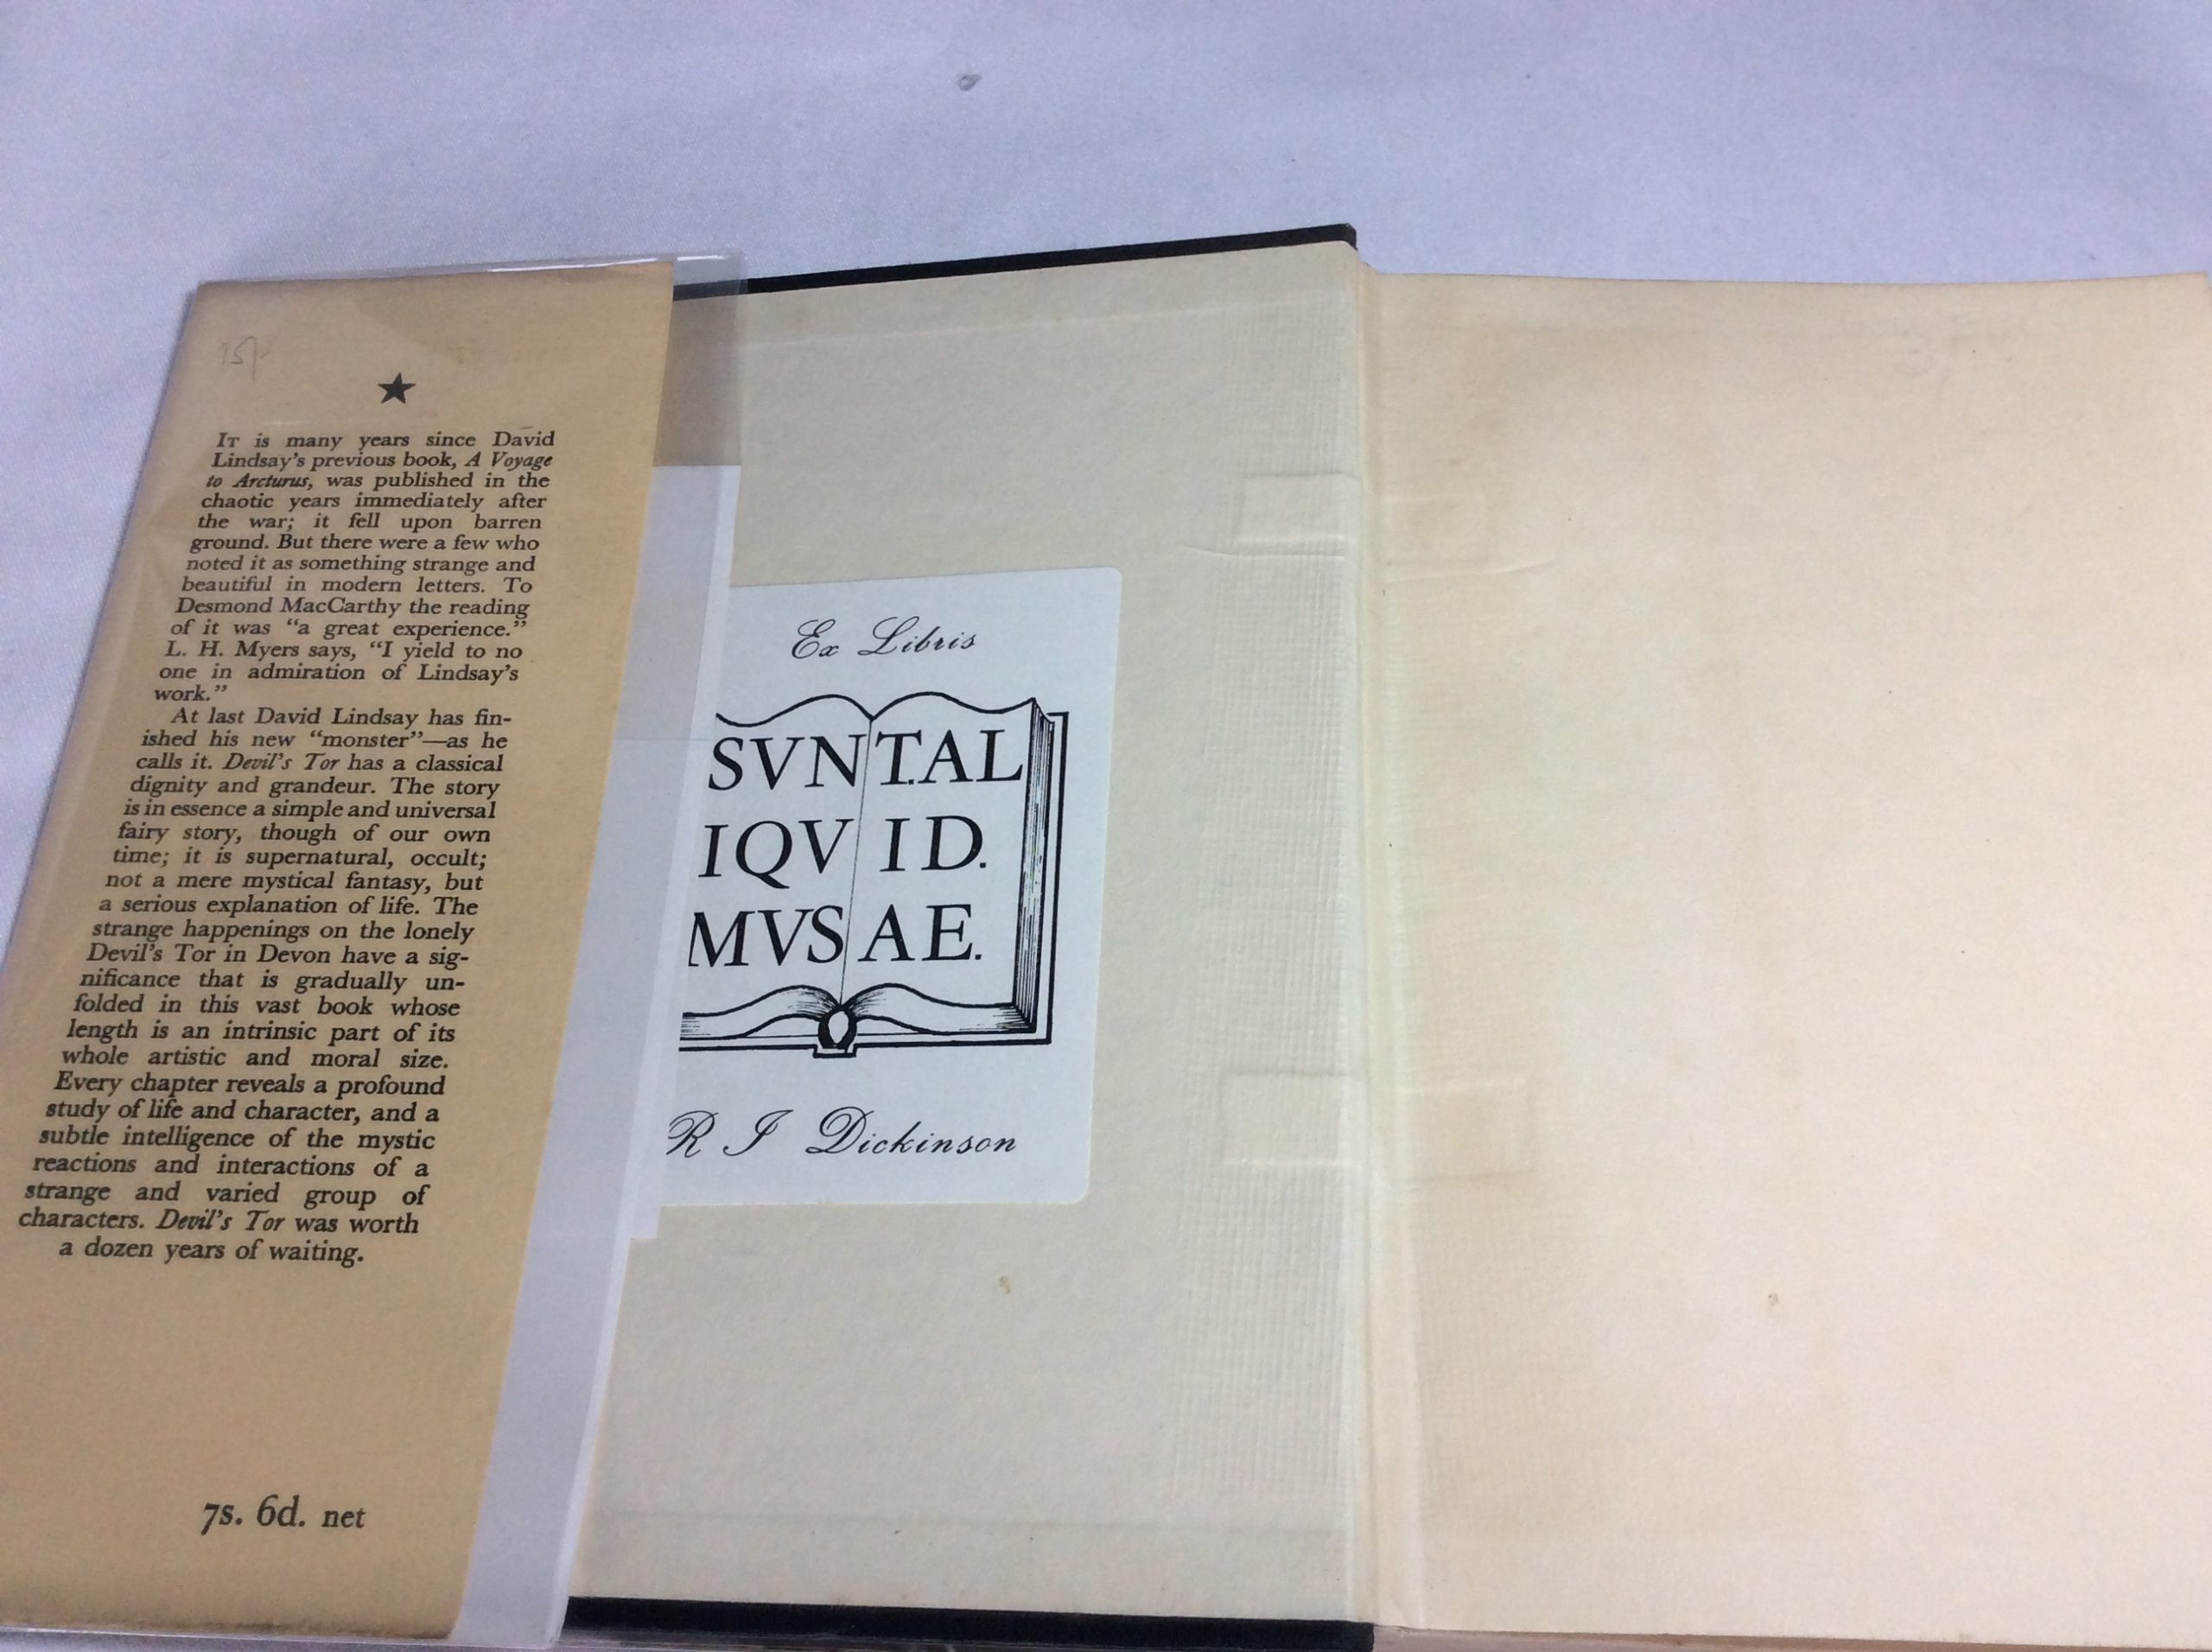 15/-
★
IT is many years since David
Lindsay's previous book, A Voyage
to Arcturus, was published in the
chaotic years immediately after
the war; it fell upon barren
ground. But there were a few who
noted it as something strange and
beautiful in modern letters. To
Desmond MacCarthy the reading
of it was “a great experience.”
L. H. Myers says, “I yield to no
one in admiration of Lindsay's
work.”
At last David Lindsay has fin-
ished his new “monster”—as he
calls it. Devil's Tor has a classical
dignity and grandeur. The story
is in essence a simple and universal
fairy story, though of our own
time; it is supernatural, occult;
not a mere mystical fantasy, but
a serious explanation of life. The
strange happenings on the lonely
Devil's Tor in Devon have a sig-
nificance that is gradually un-
folded in this vast book whose
length is an intrinsic part of its
whole artistic and moral size.
Every chapter reveals a profound
study of life and character, and a
subtle intelligence of the mystic
reactions and interactions of a
strange and varied group of
characters. Devil's Tor was worth
a dozen years of waiting.
7s. 6d. net
Ex Libris
SVNT.AL
IQVID.
MVSAE.
R I Dickinson